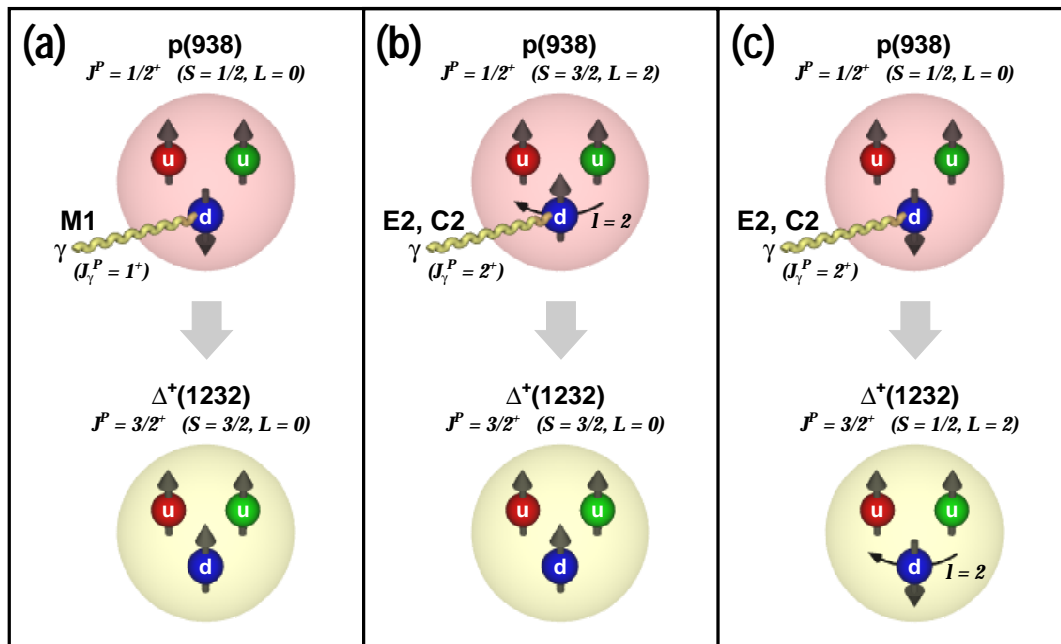 (a)
p(938)
J^P = 1/2⁺ (S = 1/2, L = 0)
u u
d
M1
γ
(J_γ^P = 1⁺)
Δ⁺(1232)
J^P = 3/2⁺ (S = 3/2, L = 0)
u u
d
(b)
p(938)
J^P = 1/2⁺ (S = 3/2, L = 2)
u u
d
l = 2
E2, C2
γ
(J_γ^P = 2⁺)
Δ⁺(1232)
J^P = 3/2⁺ (S = 3/2, L = 0)
u u
d
(c)
p(938)
J^P = 1/2⁺ (S = 1/2, L = 0)
u u
d
E2, C2
γ
(J_γ^P = 2⁺)
Δ⁺(1232)
J^P = 3/2⁺ (S = 1/2, L = 2)
u u
d
l = 2